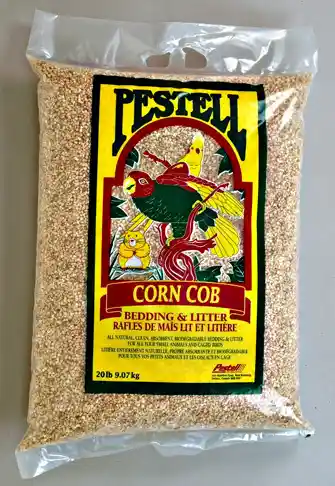 PESTELL
CORN COB
BEDDING & LITTER
RAFLES DE MAÏS LIT ET LITIÈRE
ALL NATURAL, CLEAN, ABSORBENT, BIODEGRADABLE BEDDING & LITTER
FOR ALL YOUR SMALL ANIMALS AND CAGED BIRDS
LITIÈRE ENTIÈREMENT NATURELLE, PROPRE ABSORBANTE ET BIODÉGRADABLE
POUR TOUS VOS PETITS ANIMAUX ET LES OISEAUX EN CAGE
20 lb 9.07 kg
Pestell